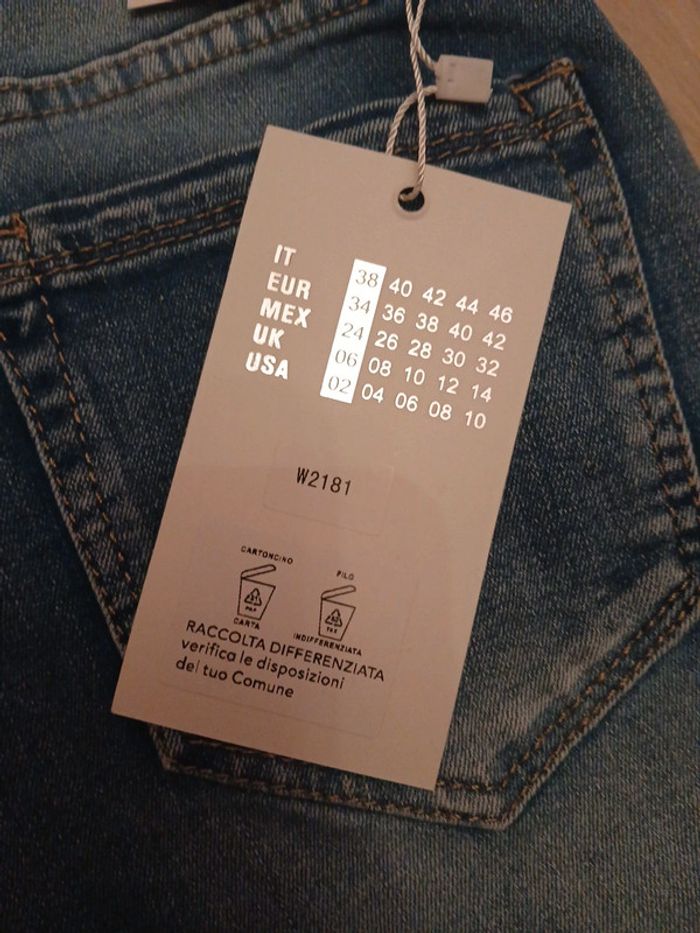 IT 38 40 42 44 46
EUR 34 36 38 40 42
MEX 24 26 28 30 32
UK 06 08 10 12 14
USA 02 04 06 08 10
W2181
CARTONCINO
FILO
21
PAP
CARTA
INDIFFERENZIATA
RACCOLTA DIFFERENZIATA
verifica le disposizioni
del tuo Comune